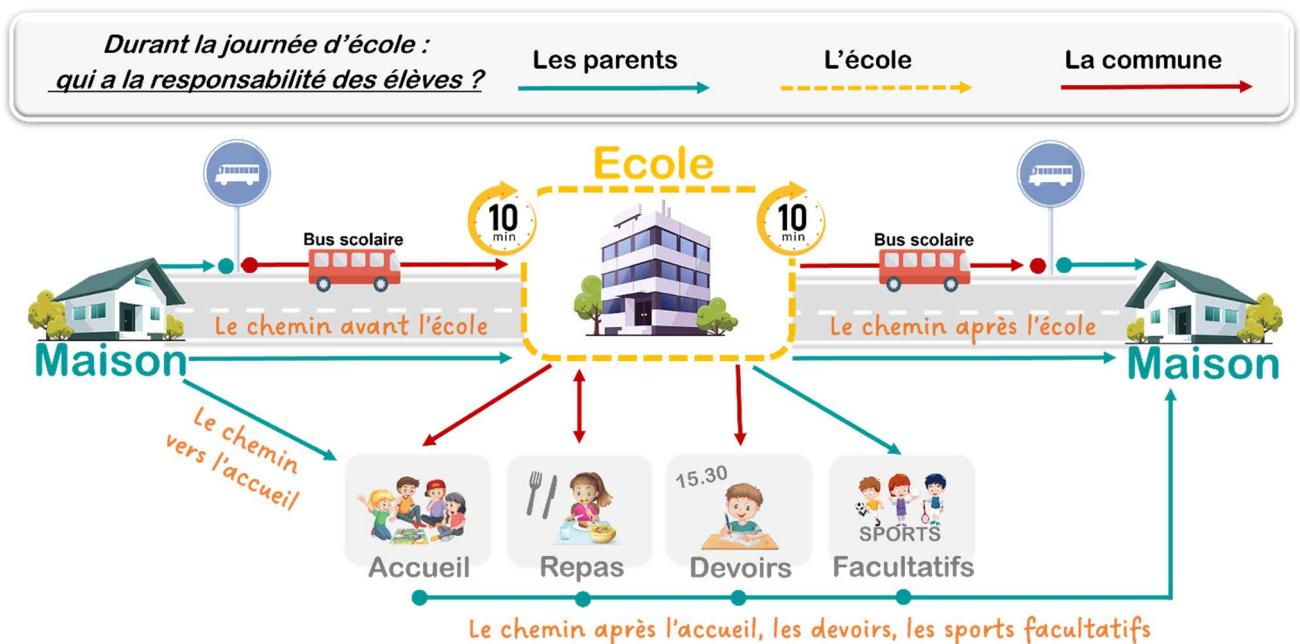 Durant la journée d'école :
qui a la responsabilité des élèves ?
Les parents
L'école
La commune
Ecole
10
min
10
min
Bus scolaire
Bus scolaire
Le chemin avant l'école
Le chemin après l'école
Maison
Maison
Le chemin
vers l'accueil
15.30
SPORTS
Accueil
Repas
Devoirs
Facultatifs
Le chemin après l'accueil, les devoirs, les sports facultatifs